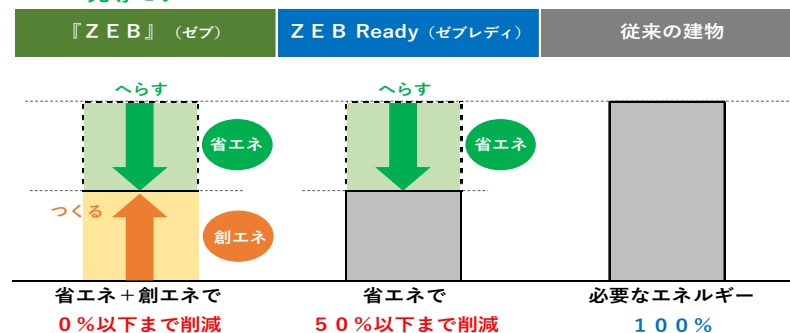 『ＺＥＢ』（ゼブ）
ＺＥＢ Ready（ゼブレディ）
従来の建物
へらす
へらす
省エネ
省エネ
つくる
創エネ
省エネ＋創エネで
０％以下まで削減
省エネで
５０％以下まで削減
必要なエネルギー
１００％